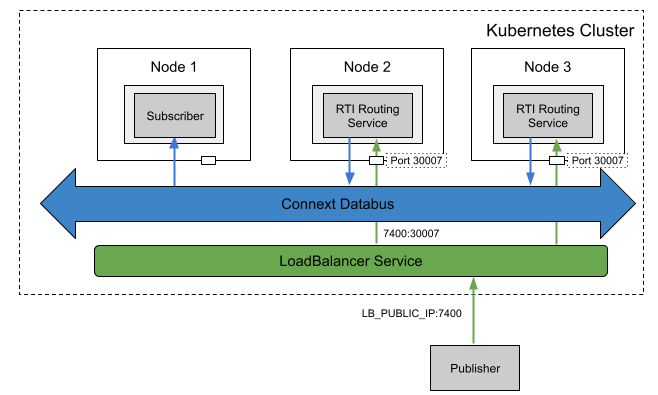 Kubernetes Cluster
Node 1
Node 2
Node 3
Subscriber
RTI Routing
Service
RTI Routing
Service
Port 30007
Port 30007
Connext Databus
7400:30007
LoadBalancer Service
LB_PUBLIC_IP:7400
Publisher